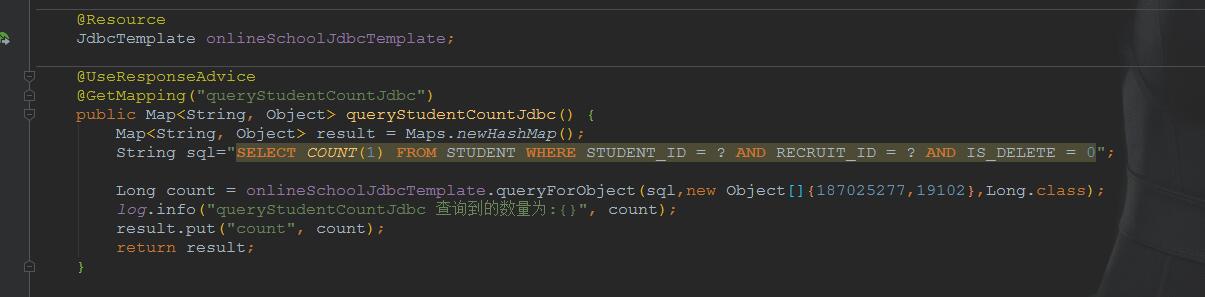 @Resource
JdbcTemplate onlineSchoolJdbcTemplate;
@UseResponseAdvice
@GetMapping("queryStudentCountJdbc")
public Map<String, Object> queryStudentCountJdbc() {
Map<String, Object> result = Maps.newHashMap();
String sql="SELECT COUNT(1) FROM STUDENT WHERE STUDENT_ID = ? AND RECRUIT_ID = ? AND IS_DELETE = 0";
Long count = onlineSchoolJdbcTemplate.queryForObject(sql,new Object[]{187025277,19102},Long.class);
log.info("queryStudentCountJdbc 查询到的数量为:{}", count);
result.put("count", count);
return result;
}